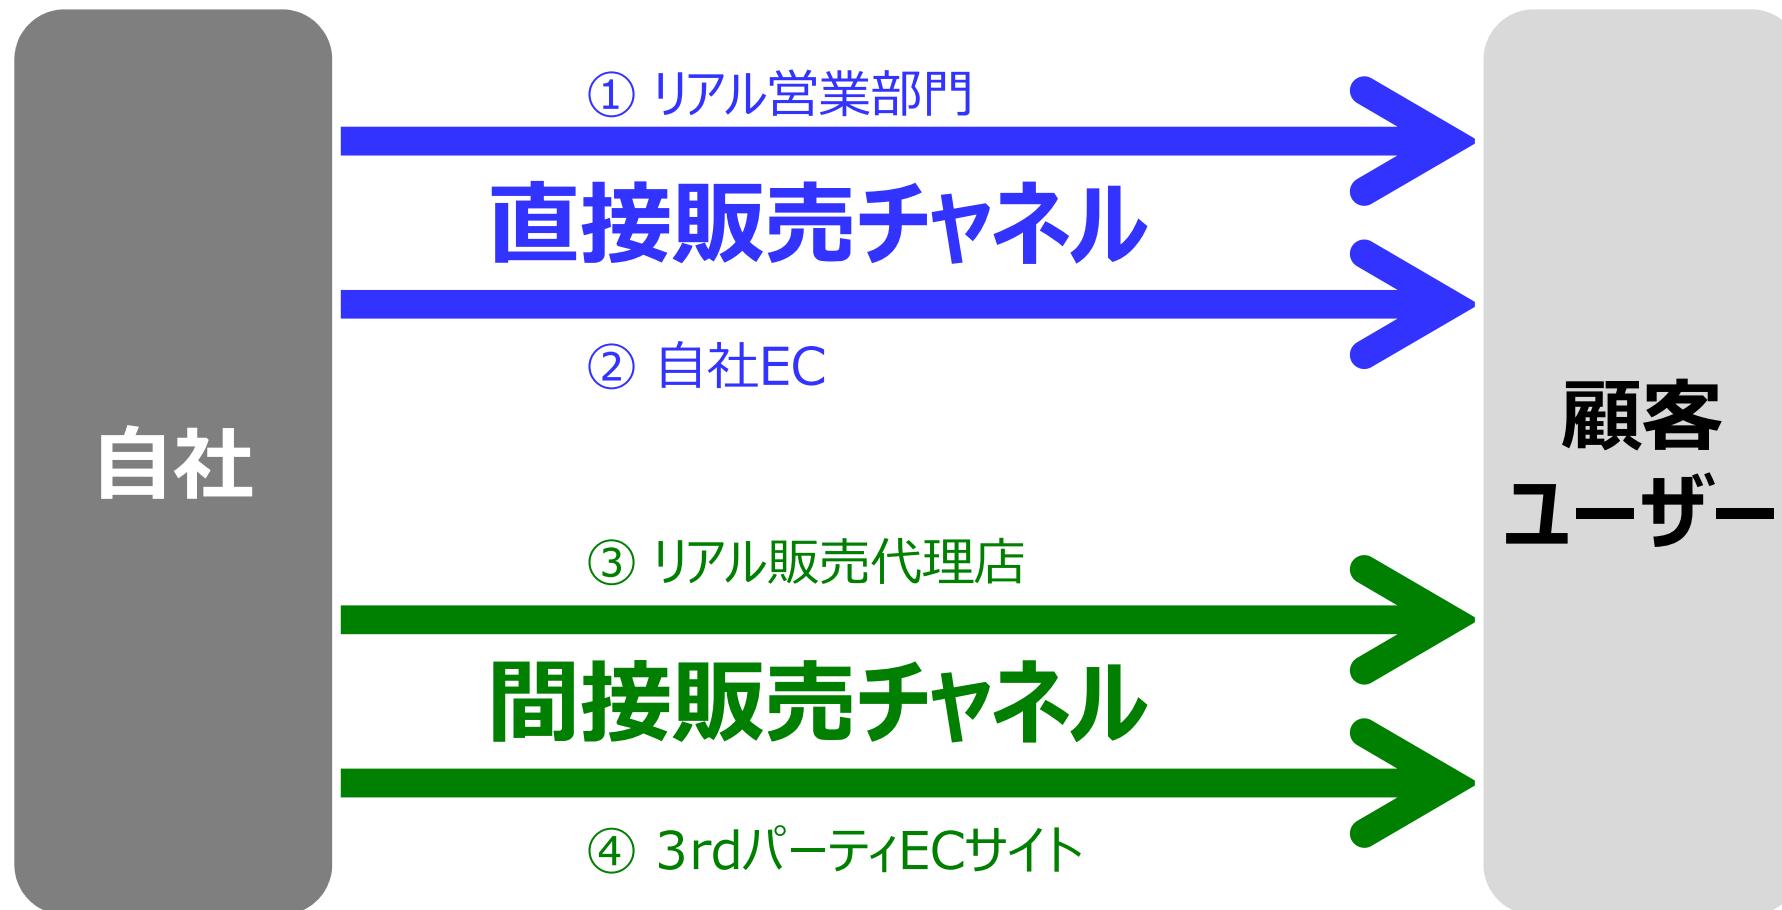 自社
① リアル営業部門
直接販売チャネル
② 自社EC
③ リアル販売代理店
間接販売チャネル
④ 3rdパーティECサイト
顧客
ユーザー